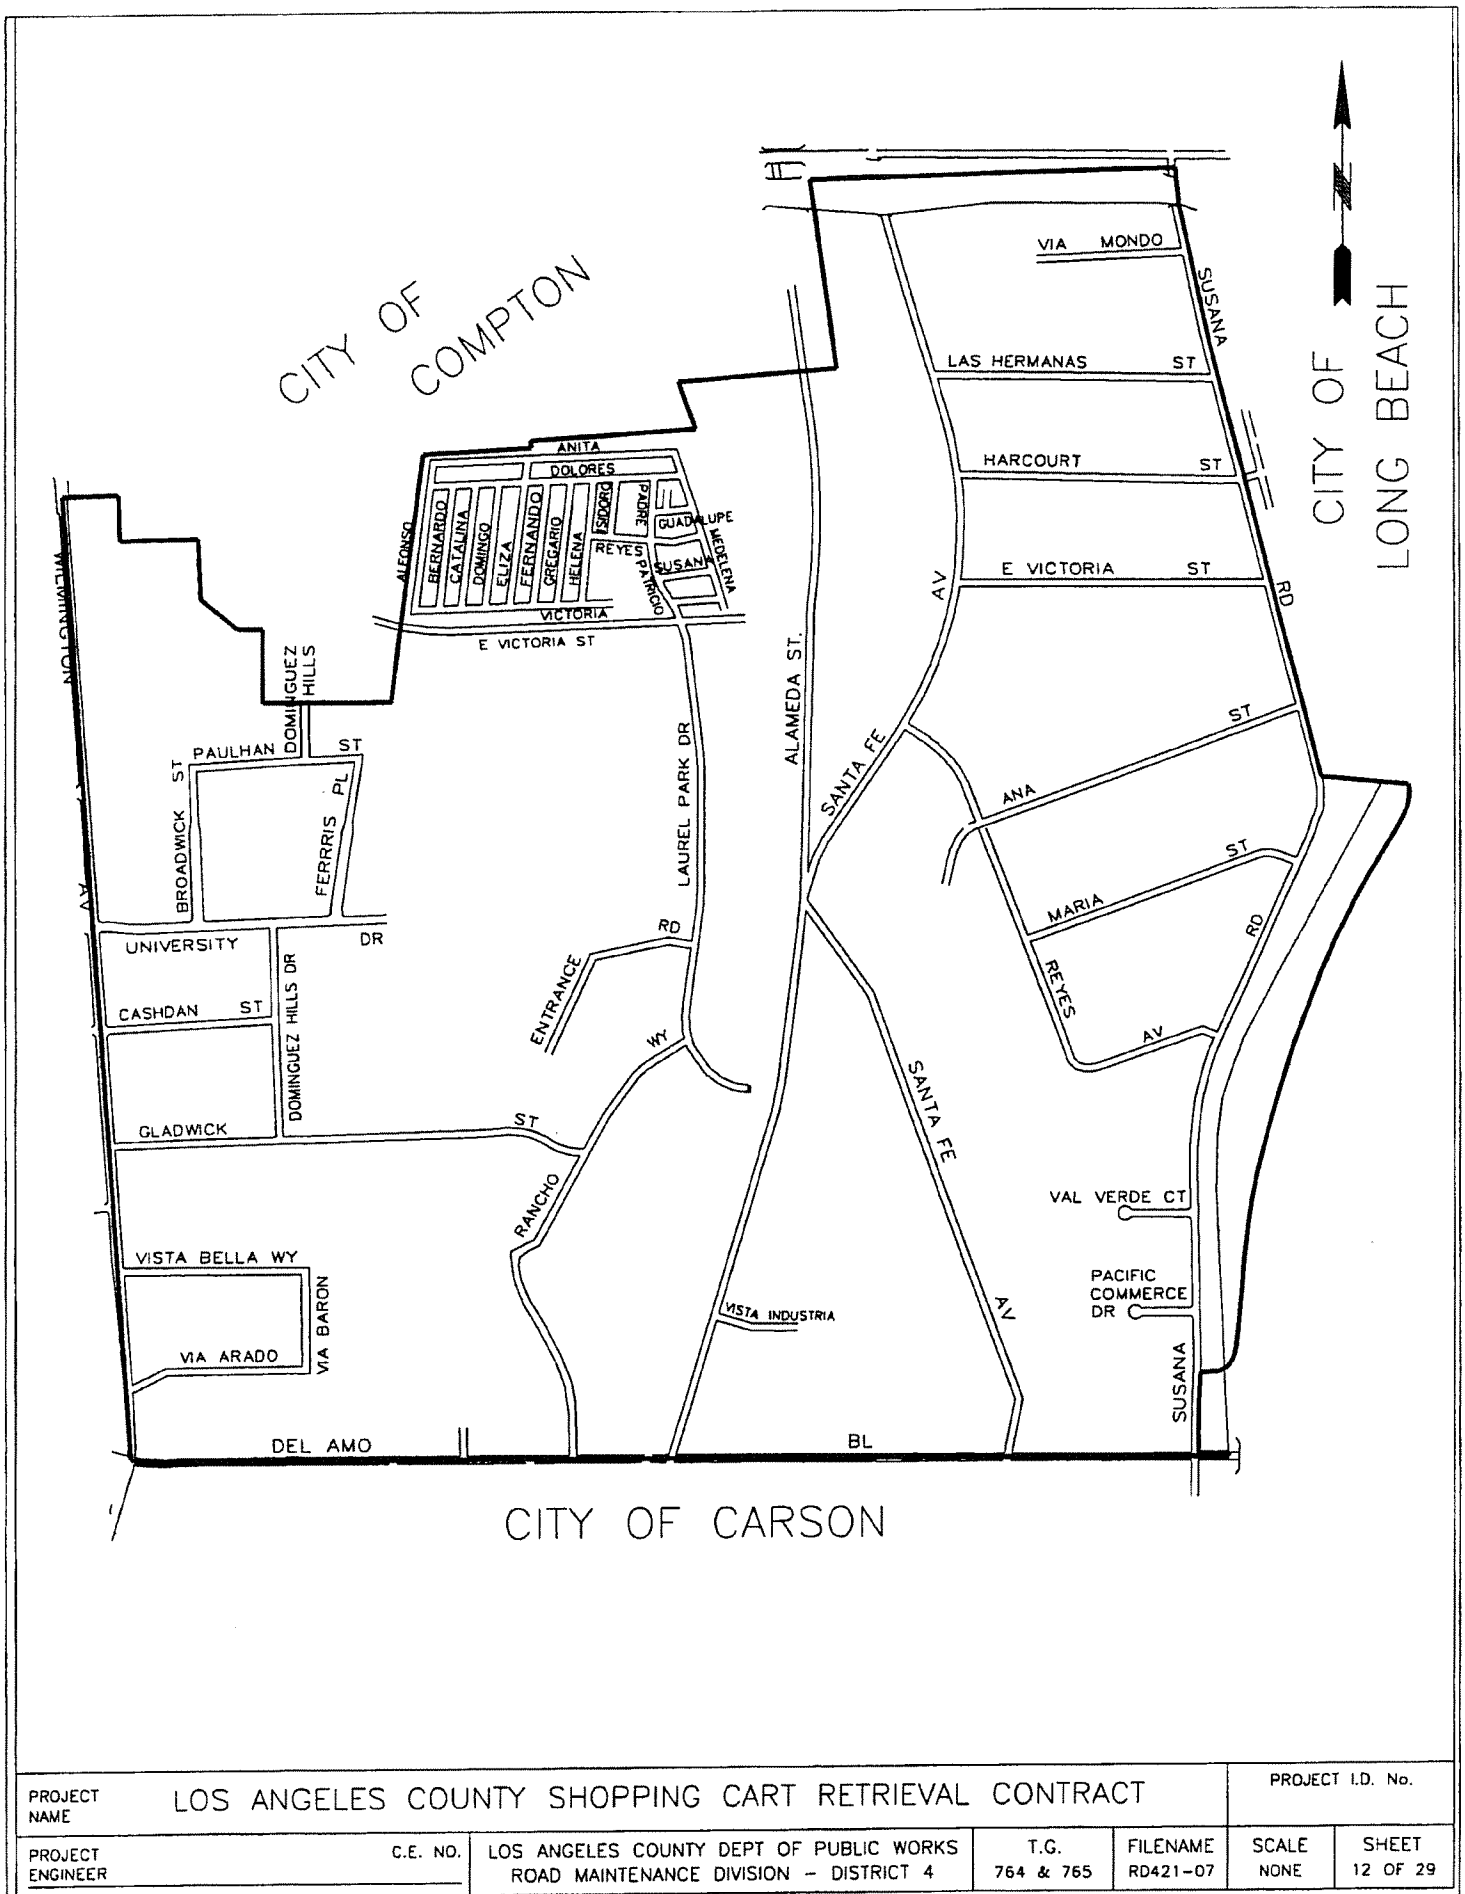 CITY OF
COMPTON
CITY OF
LONG BEACH
VIA MONDO
SUSANA
LAS HERMANAS ST
HARCOURT ST
E VICTORIA ST
RD
AV
ANITA
DOLORES
ALFONSO
BERNARDO
CATALINA
DOMINGO
ELIZA
FERNANDO
GREGARIO
HELENA
ISIDORO
PADRE
GUADALUPE
MEDELENA
REYES
SUSANA
PATRICIO
VICTORIA
E VICTORIA ST
WILMINGTON
AV
DOMINGUEZ
HILLS
PAULHAN ST
BROADWICK ST
FERRRIS PL
LAUREL PARK DR
ALAMEDA ST.
SANTA FE
ANA ST
MARIA ST
REYES AV
RD
UNIVERSITY DR
CASHDAN ST
DOMINGUEZ HILLS DR
ENTRANCE RD
GLADWICK ST
RANCHO WY
SANTA FE AV
VAL VERDE CT
PACIFIC
COMMERCE
DR
SUSANA
VISTA BELLA WY
VIA BARON
VIA ARADO
VISTA INDUSTRIA
DEL AMO BL
CITY OF CARSON
PROJECT
NAME
LOS ANGELES COUNTY SHOPPING CART RETRIEVAL CONTRACT
PROJECT I.D. No.
PROJECT
ENGINEER
C.E. NO.
LOS ANGELES COUNTY DEPT OF PUBLIC WORKS
ROAD MAINTENANCE DIVISION - DISTRICT 4
T.G.
764 & 765
FILENAME
RD421-07
SCALE
NONE
SHEET
12 OF 29
N